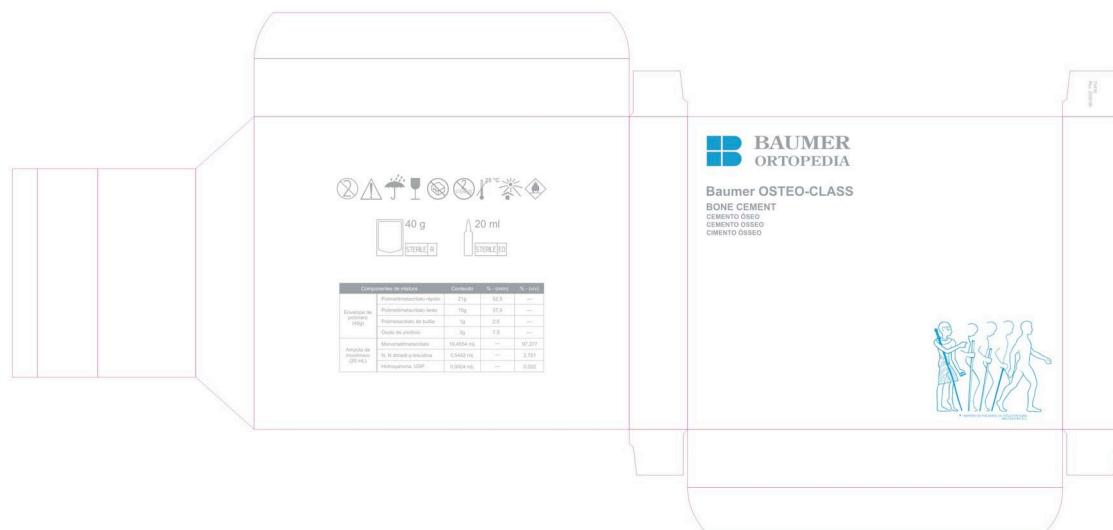 25 °C
40 g
STERILE R
20 ml
STERILE EO
Componentes de mistura Conteúdo % - (m/m) % - (v/v)
Envelope de polímero (40g)
Polimetilmetacrilato rápido 21g 52,5 —
Polimetilmetacrilato lento 15g 37,5 —
Polimetacrilato de butila 1g 2,5 —
Óxido de zircônio 3g 7,5 —
Ampola de monômero (20 mL)
Monometilmetacrilato 19,4554 mL — 97,277
N, N dimetil-p-toluidina 0,5442 mL — 2,721
Hidroquinona, USP 0,0004 mL — 0,002
BAUMER
ORTOPEDIA
Baumer OSTEO-CLASS
BONE CEMENT
CEMENTO ÓSEO
CEMENTO OSSEO
CIMENTO ÓSSEO